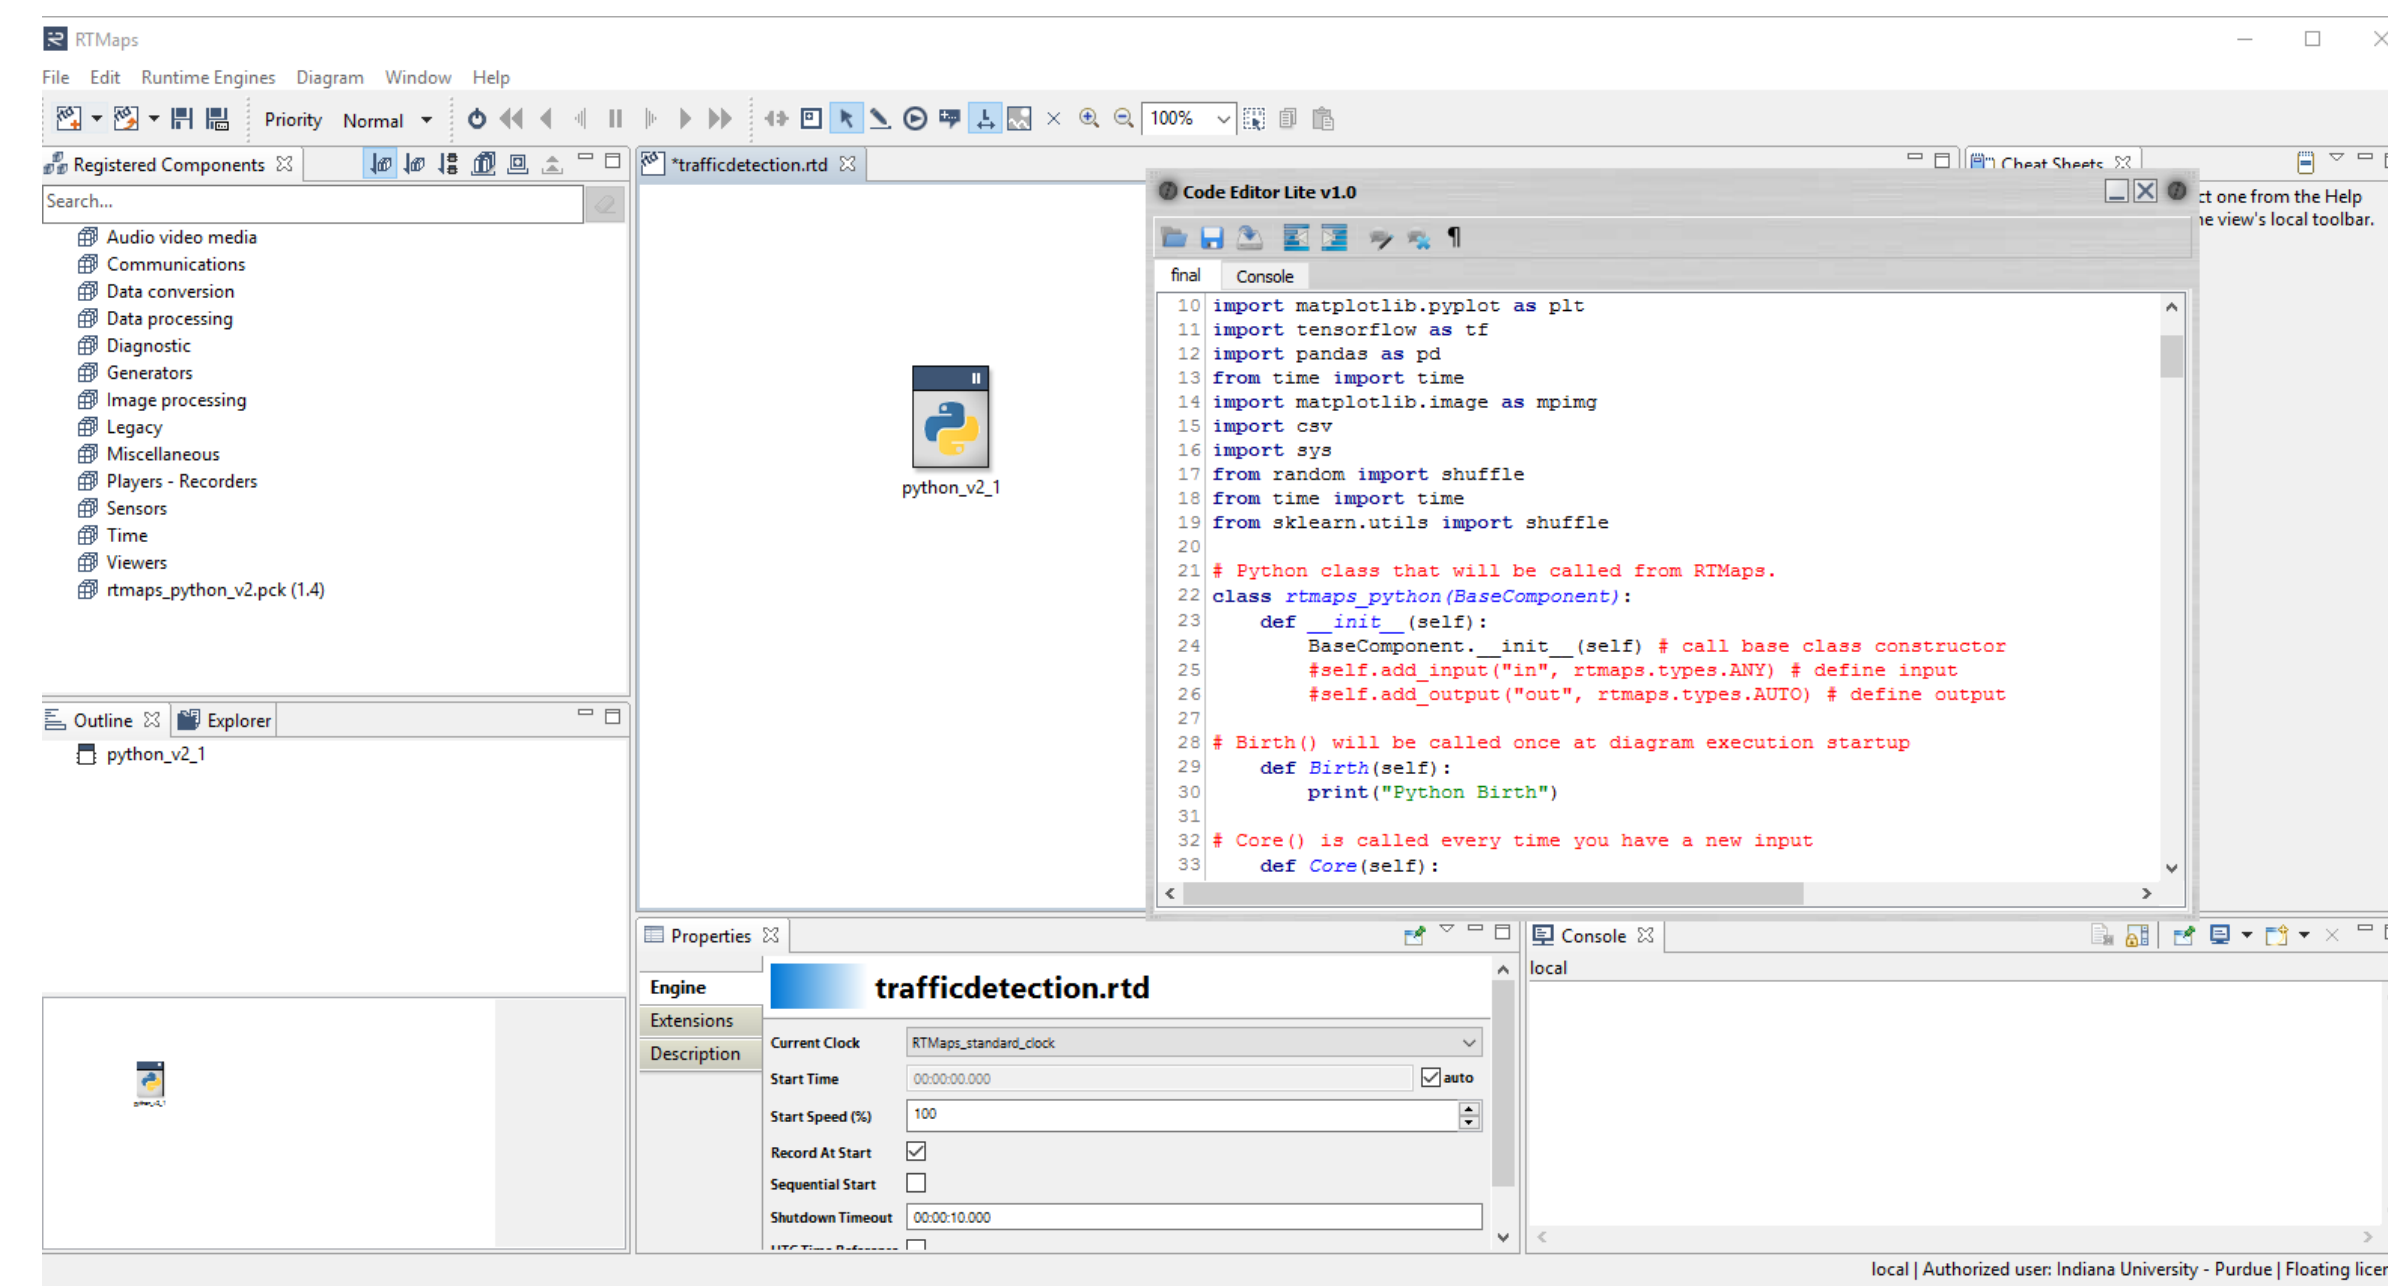 RTMaps
File Edit Runtime Engines Diagram Window Help
Priority Normal 100%
Registered Components
Search...
Audio video media
Communications
Data conversion
Data processing
Diagnostic
Generators
Image processing
Legacy
Miscellaneous
Players - Recorders
Sensors
Time
Viewers
rtmaps_python_v2.pck (1.4)
Outline Explorer
python_v2_1
*trafficdetection.rtd
python_v2_1
Cheat Sheets
ct one from the Help
he view's local toolbar.
Code Editor Lite v1.0
final Console
10 import matplotlib.pyplot as plt
11 import tensorflow as tf
12 import pandas as pd
13 from time import time
14 import matplotlib.image as mpimg
15 import csv
16 import sys
17 from random import shuffle
18 from time import time
19 from sklearn.utils import shuffle
20
21 # Python class that will be called from RTMaps.
22 class rtmaps_python(BaseComponent):
23     def __init__(self):
24         BaseComponent.__init__(self) # call base class constructor
25         #self.add_input("in", rtmaps.types.ANY) # define input
26         #self.add_output("out", rtmaps.types.AUTO) # define output
27
28 # Birth() will be called once at diagram execution startup
29     def Birth(self):
30         print("Python Birth")
31
32 # Core() is called every time you have a new input
33     def Core(self):
Properties
Engine
Extensions
Description
trafficdetection.rtd
Current Clock RTMaps_standard_clock
Start Time 00:00:00.000 auto
Start Speed (%) 100
Record At Start
Sequential Start
Shutdown Timeout 00:00:10.000
Console
local
local | Authorized user: Indiana University - Purdue | Floating licen